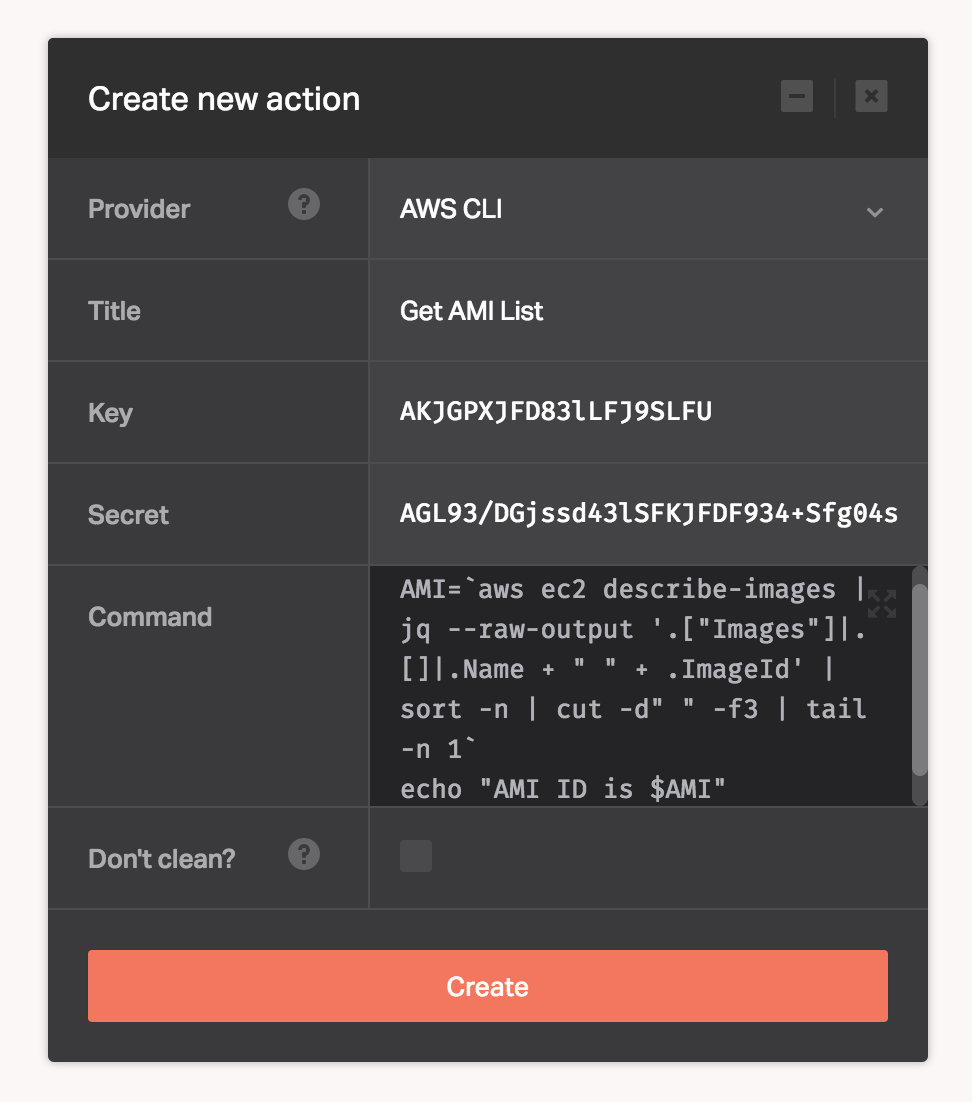 Create new action
Provider ?
AWS CLI
Title
Get AMI List
Key
AKJGPXJFD83lLFJ9SLFU
Secret
AGL93/DGjssd43lSFKJFDF934+Sfg04s
Command
AMI=`aws ec2 describe-images |
jq --raw-output '.["Images"]|.
[]|.Name + " " + .ImageId' |
sort -n | cut -d" " -f3 | tail
-n 1`
echo "AMI ID is $AMI"
Don't clean? ?
Create